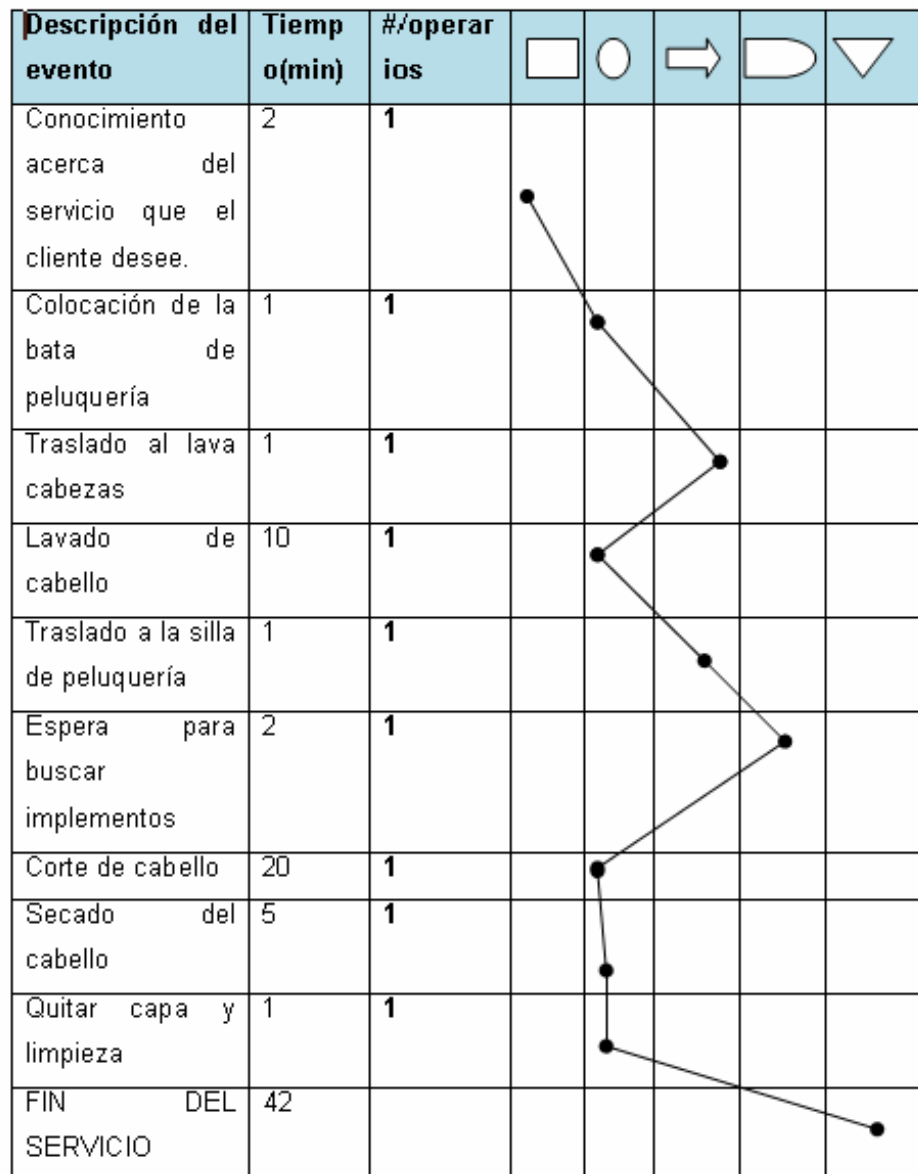 Descripción del evento Tiempo(min) #/operarios
Conocimiento acerca del servicio que el cliente desee. 2 1
Colocación de la bata de peluquería 1 1
Traslado al lava cabezas 1 1
Lavado de cabello 10 1
Traslado a la silla de peluquería 1 1
Espera para buscar implementos 2 1
Corte de cabello 20 1
Secado del cabello 5 1
Quitar capa y limpieza 1 1
FIN DEL SERVICIO 42